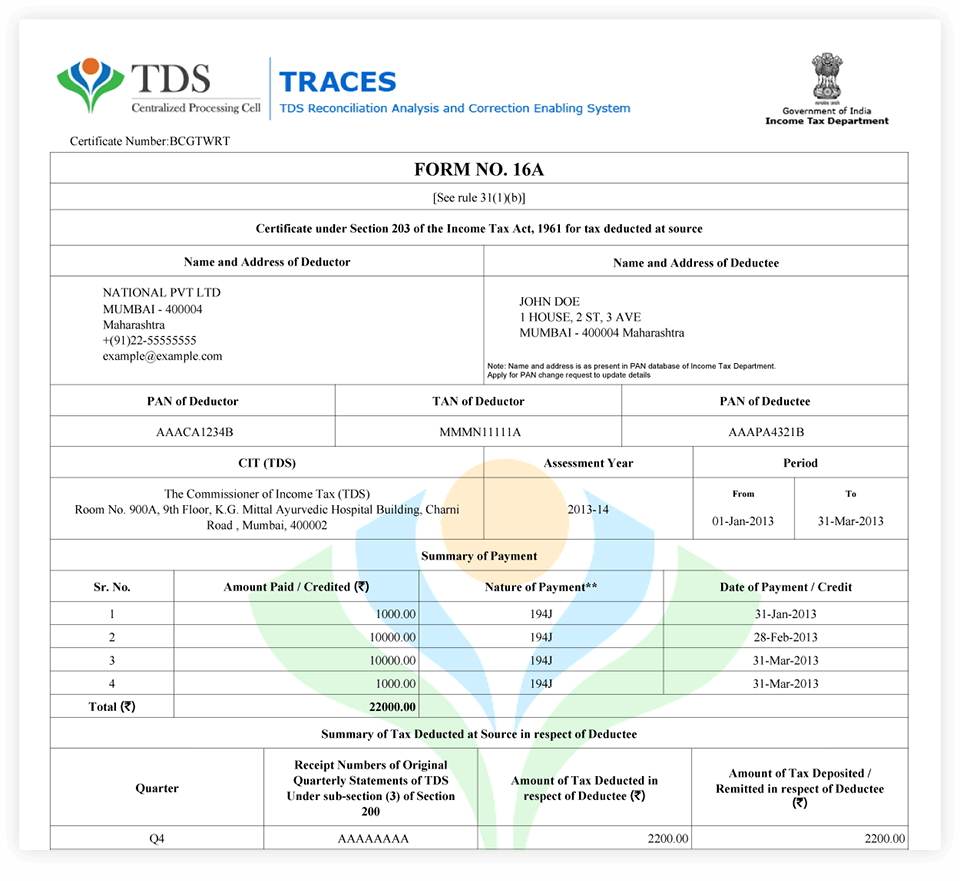 TDS
Centralized Processing Cell
TRACES
TDS Reconciliation Analysis and Correction Enabling System
Government of India
Income Tax Department
Certificate Number:BCGTWRT
FORM NO. 16A
[See rule 31(1)(b)]
Certificate under Section 203 of the Income Tax Act, 1961 for tax deducted at source
Name and Address of Deductor
Name and Address of Deductee
NATIONAL PVT LTD
MUMBAI - 400004
Maharashtra
+(91)22-55555555
example@example.com
JOHN DOE
1 HOUSE, 2 ST, 3 AVE
MUMBAI - 400004 Maharashtra
Note: Name and address is as present in PAN database of Income Tax Department.
Apply for PAN change request to update details
PAN of Deductor TAN of Deductor PAN of Deductee
AAACA1234B MMMN11111A AAAPA4321B
CIT (TDS) Assessment Year Period
The Commissioner of Income Tax (TDS)
Room No. 900A, 9th Floor, K.G. Mittal Ayurvedic Hospital Building, Charni
Road , Mumbai, 400002
2013-14
From To
01-Jan-2013 31-Mar-2013
Summary of Payment
Sr. No. Amount Paid / Credited (₹) Nature of Payment** Date of Payment / Credit
1 1000.00 194J 31-Jan-2013
2 10000.00 194J 28-Feb-2013
3 10000.00 194J 31-Mar-2013
4 1000.00 194J 31-Mar-2013
Total (₹) 22000.00
Summary of Tax Deducted at Source in respect of Deductee
Quarter
Receipt Numbers of Original
Quarterly Statements of TDS
Under sub-section (3) of Section
200
Amount of Tax Deducted in
respect of Deductee (₹)
Amount of Tax Deposited /
Remitted in respect of Deductee
(₹)
Q4 AAAAAAAA 2200.00 2200.00